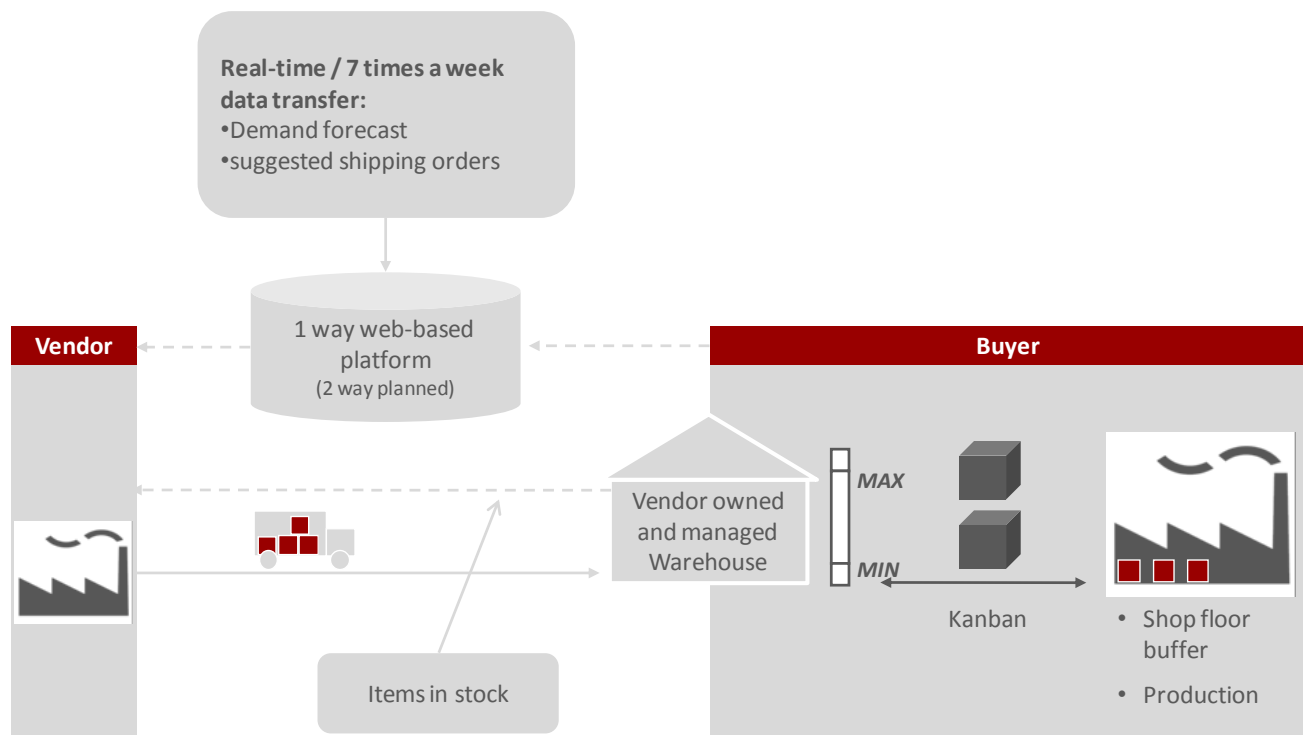 Real-time / 7 times a week
data transfer:
•Demand forecast
•suggested shipping orders
1 way web-based
platform
(2 way planned)
Vendor
Buyer
Vendor owned
and managed
Warehouse
MAX
MIN
Kanban
• Shop floor
buffer
• Production
Items in stock